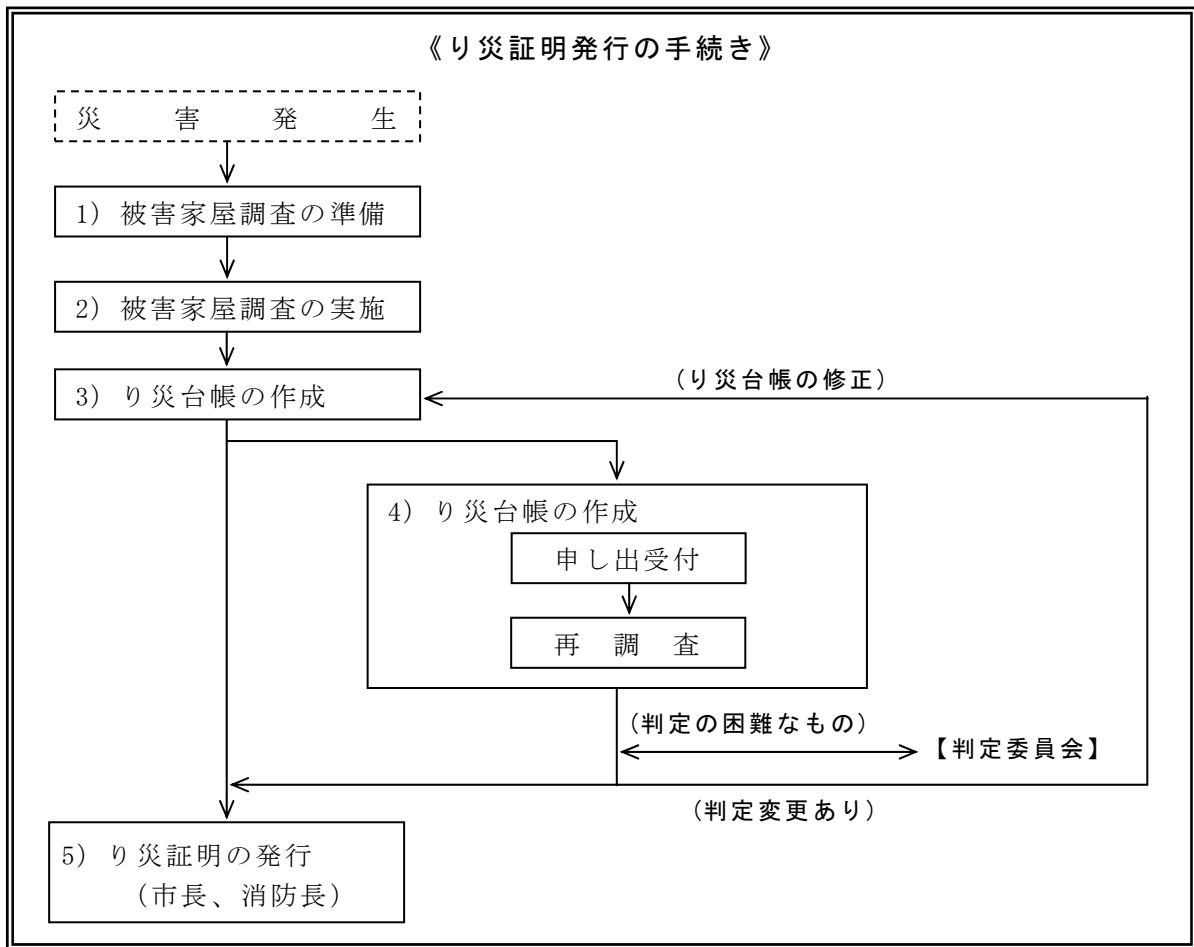 《り災証明発行の手続き》
災害発生
1) 被害家屋調査の準備
2) 被害家屋調査の実施
3) り災台帳の作成
(り災台帳の修正)
4) り災台帳の作成
申し出受付
再調査
(判定の困難なもの)
【判定委員会】
(判定変更あり)
5) り災証明の発行
(市長、消防長)